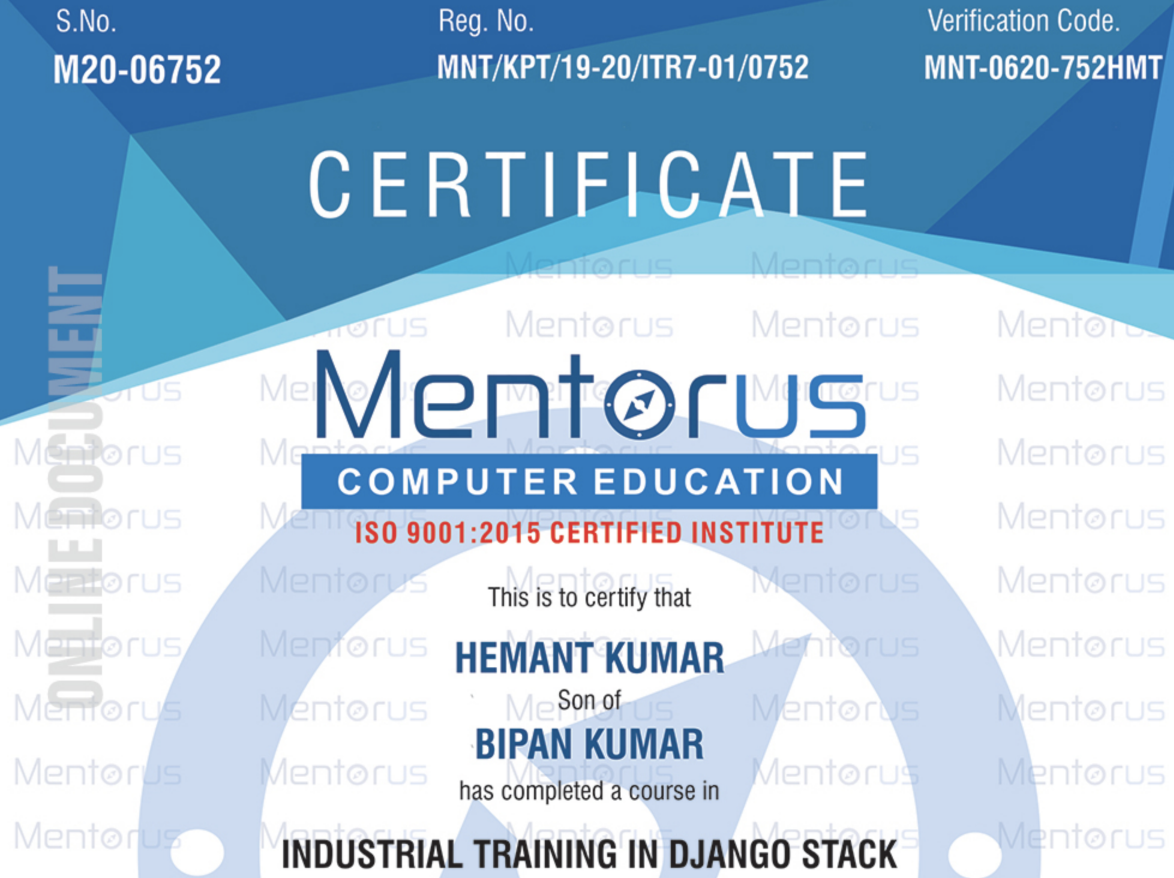 S.No.
Reg. No.
Verification Code.
M20-06752
MNT/KPT/19-20/ITR7-01/0752
MNT-0620-752HMT
CERTIFICATE
ONLINE DOCUMENT
Mentorus
COMPUTER EDUCATION
ISO 9001:2015 CERTIFIED INSTITUTE
This is to certify that
HEMANT KUMAR
Son of
BIPAN KUMAR
has completed a course in
INDUSTRIAL TRAINING IN DJANGO STACK